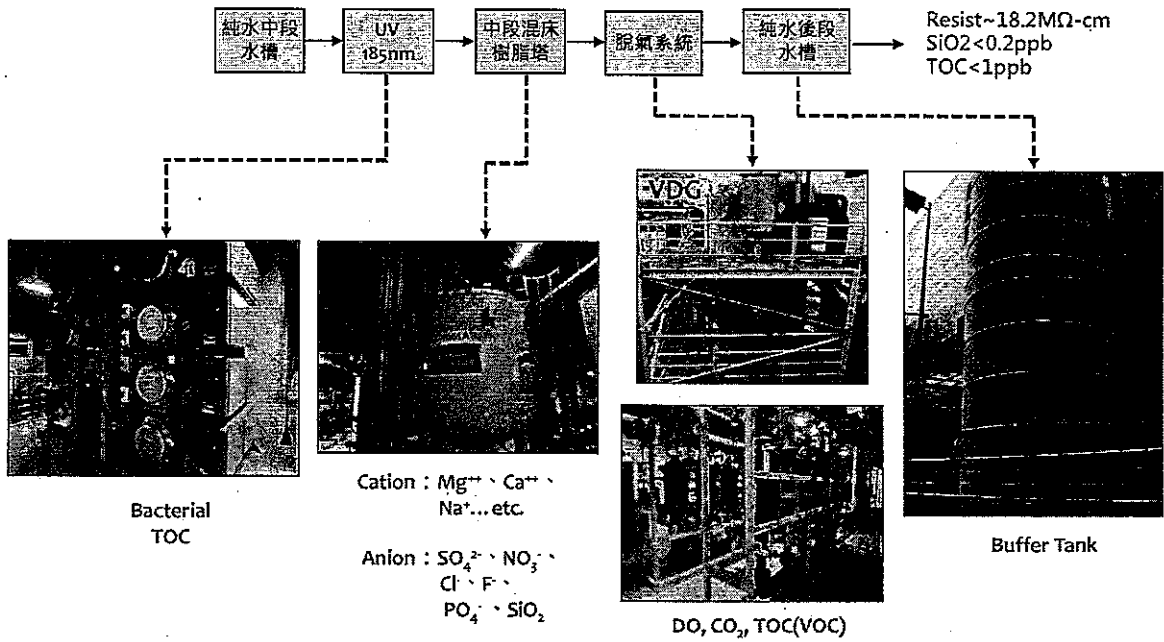 純水中段
水槽
UV
185nm
中段混床
樹脂塔
脫氣系統
純水後段
水槽
Resist~18.2MΩ-cm
SiO2<0.2ppb
TOC<1ppb
VDG
Bacterial
TOC
Cation：Mg⁺⁺、Ca⁺⁺、
Na⁺... etc.
Anion：SO₄²⁻、NO₃⁻、
Cl⁻、F⁻、
PO₄⁻、SiO₂
DO, CO₂, TOC(VOC)
Buffer Tank